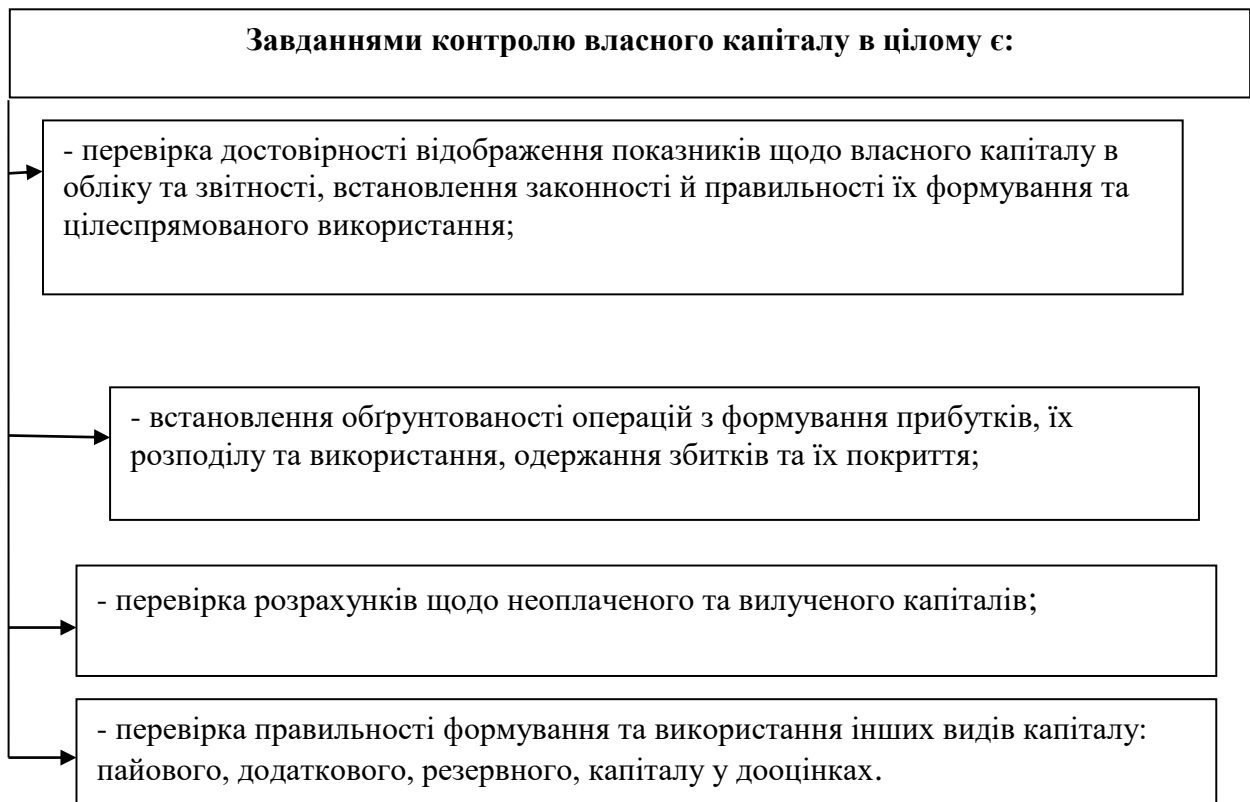 Завданнями контролю власного капіталу в цілому є:
- перевірка достовірності відображення показників щодо власного капіталу в
обліку та звітності, встановлення законності й правильності їх формування та
цілеспрямованого використання;
- встановлення обґрунтованості операцій з формування прибутків, їх
розподілу та використання, одержання збитків та їх покриття;
- перевірка розрахунків щодо неоплаченого та вилученого капіталів;
- перевірка правильності формування та використання інших видів капіталу:
пайового, додаткового, резервного, капіталу у дооцінках.